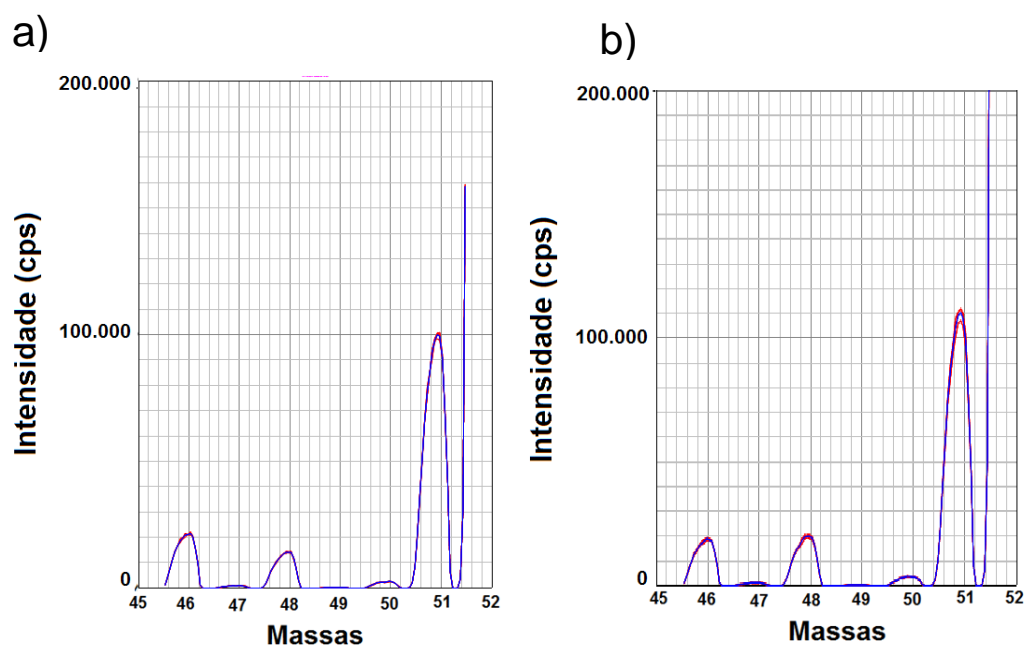 a)
200.000
100.000
0
45 46 47 48 49 50 51 52
Massas
Intensidade (cps)
b)
200.000
100.000
0
45 46 47 48 49 50 51 52
Massas
Intensidade (cps)